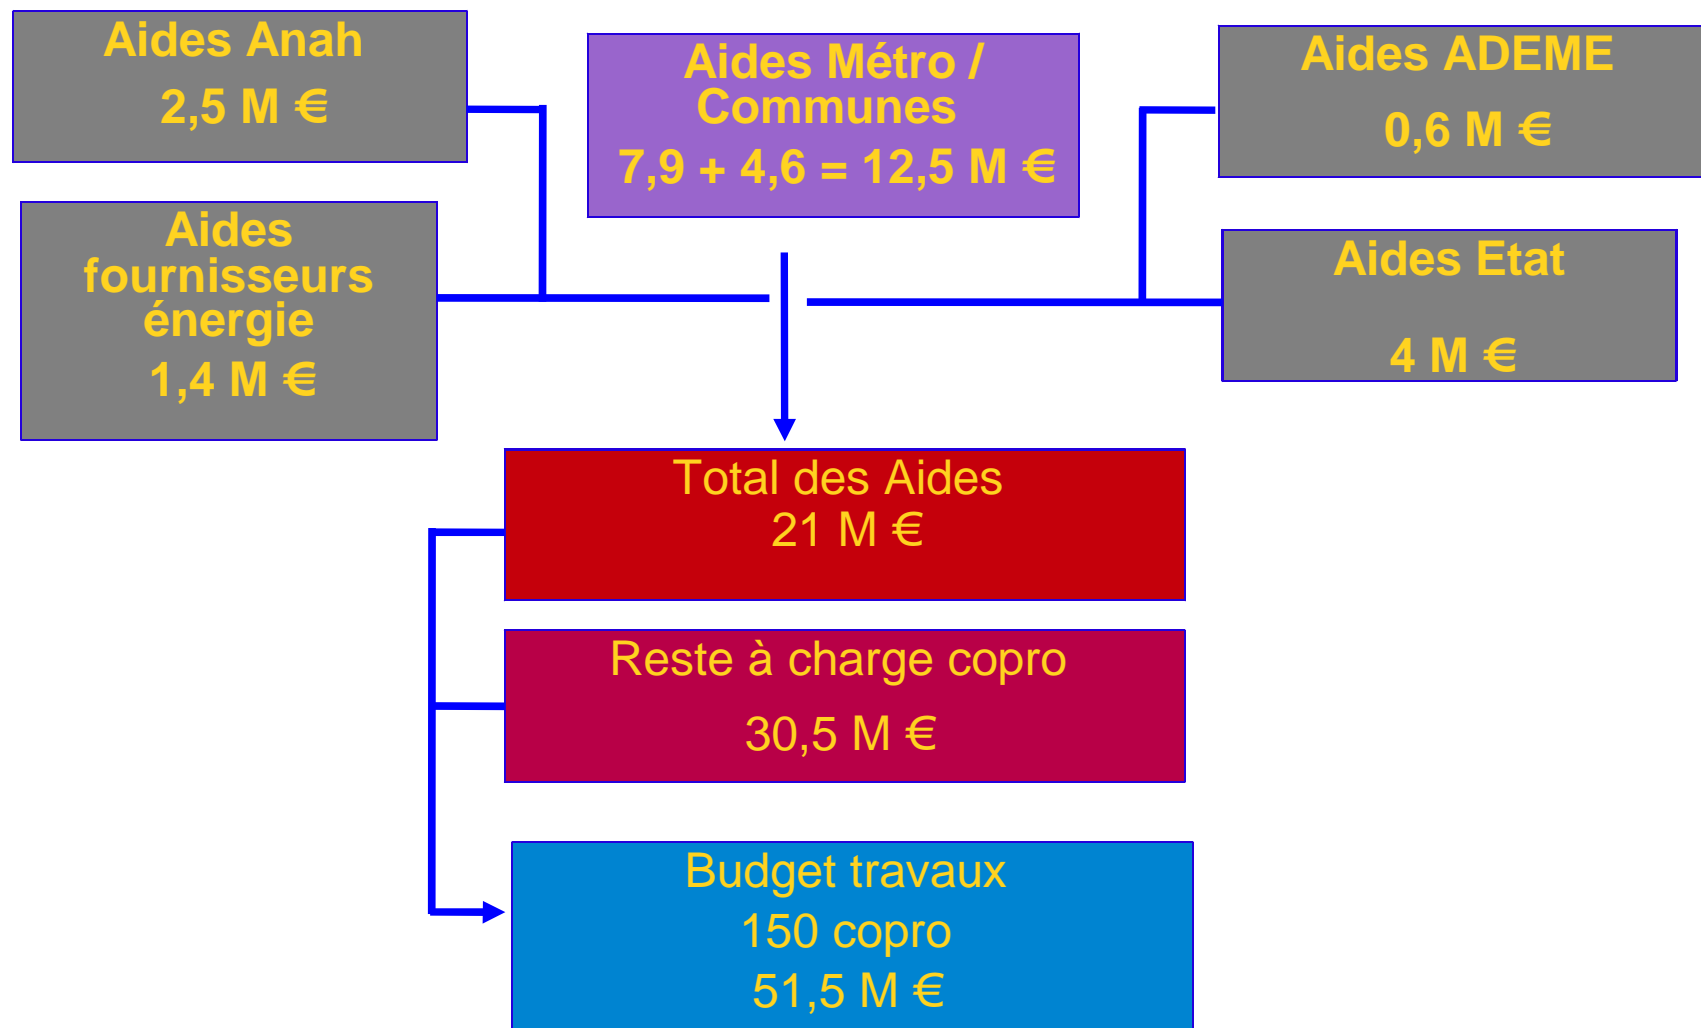 Aides Anah
2,5 M €
Aides Métro /
Communes
7,9 + 4,6 = 12,5 M €
Aides ADEME
0,6 M €
Aides
fournisseurs
énergie
1,4 M €
Aides Etat
4 M €
Total des Aides
21 M €
Reste à charge copro
30,5 M €
Budget travaux
150 copro
51,5 M €